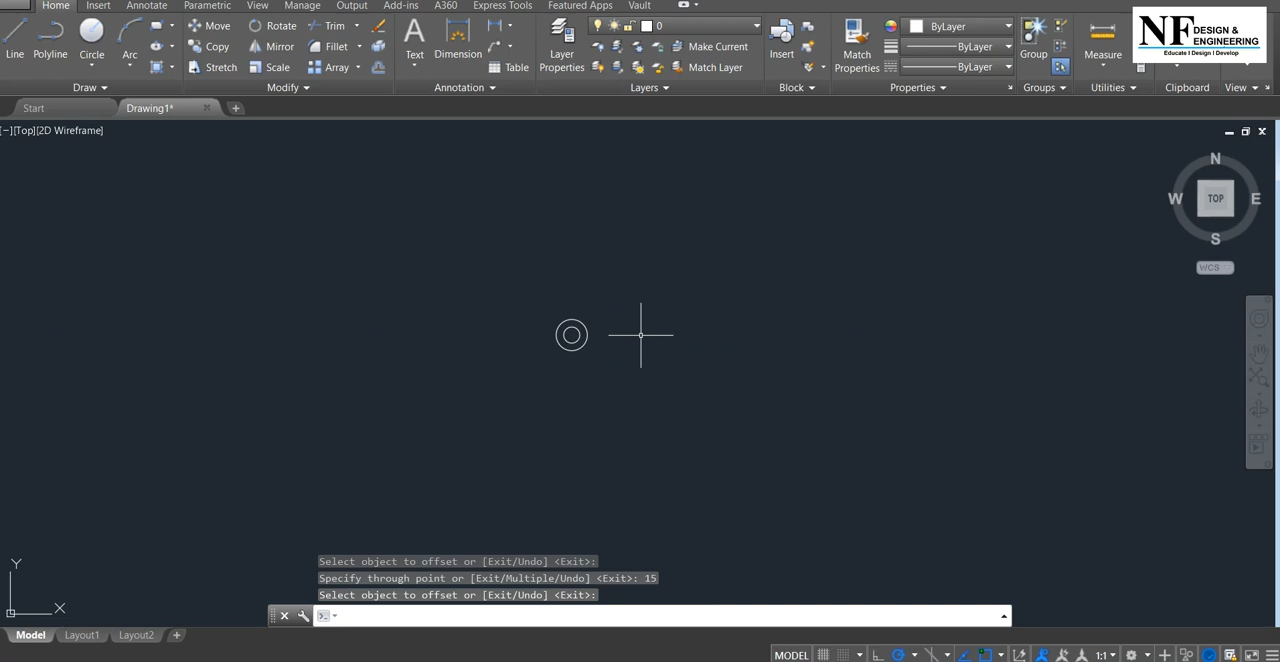 Home Insert Annotate Parametric View Manage Output Add-ins A360 Express Tools Featured Apps Vault
Line Polyline Circle Arc
Move Rotate Trim
Copy Mirror Fillet
Stretch Scale Array
Text Dimension
Table
Layer Properties
0
Make Current
Match Layer
Insert
Match Properties
ByLayer
ByLayer
ByLayer
Group
Measure
NF DESIGN & ENGINEERING
Educate I Design I Develop
Draw Modify Annotation Layers Block Properties Groups Utilities Clipboard View
Start Drawing1* +
[−][Top][2D Wireframe]
N
W TOP E
S
WCS
Select object to offset or [Exit/Undo] <Exit>:
Specify through point or [Exit/Multiple/Undo] <Exit>: 15
Select object to offset or [Exit/Undo] <Exit>:
Y
X
Model Layout1 Layout2 +
MODEL 1:1